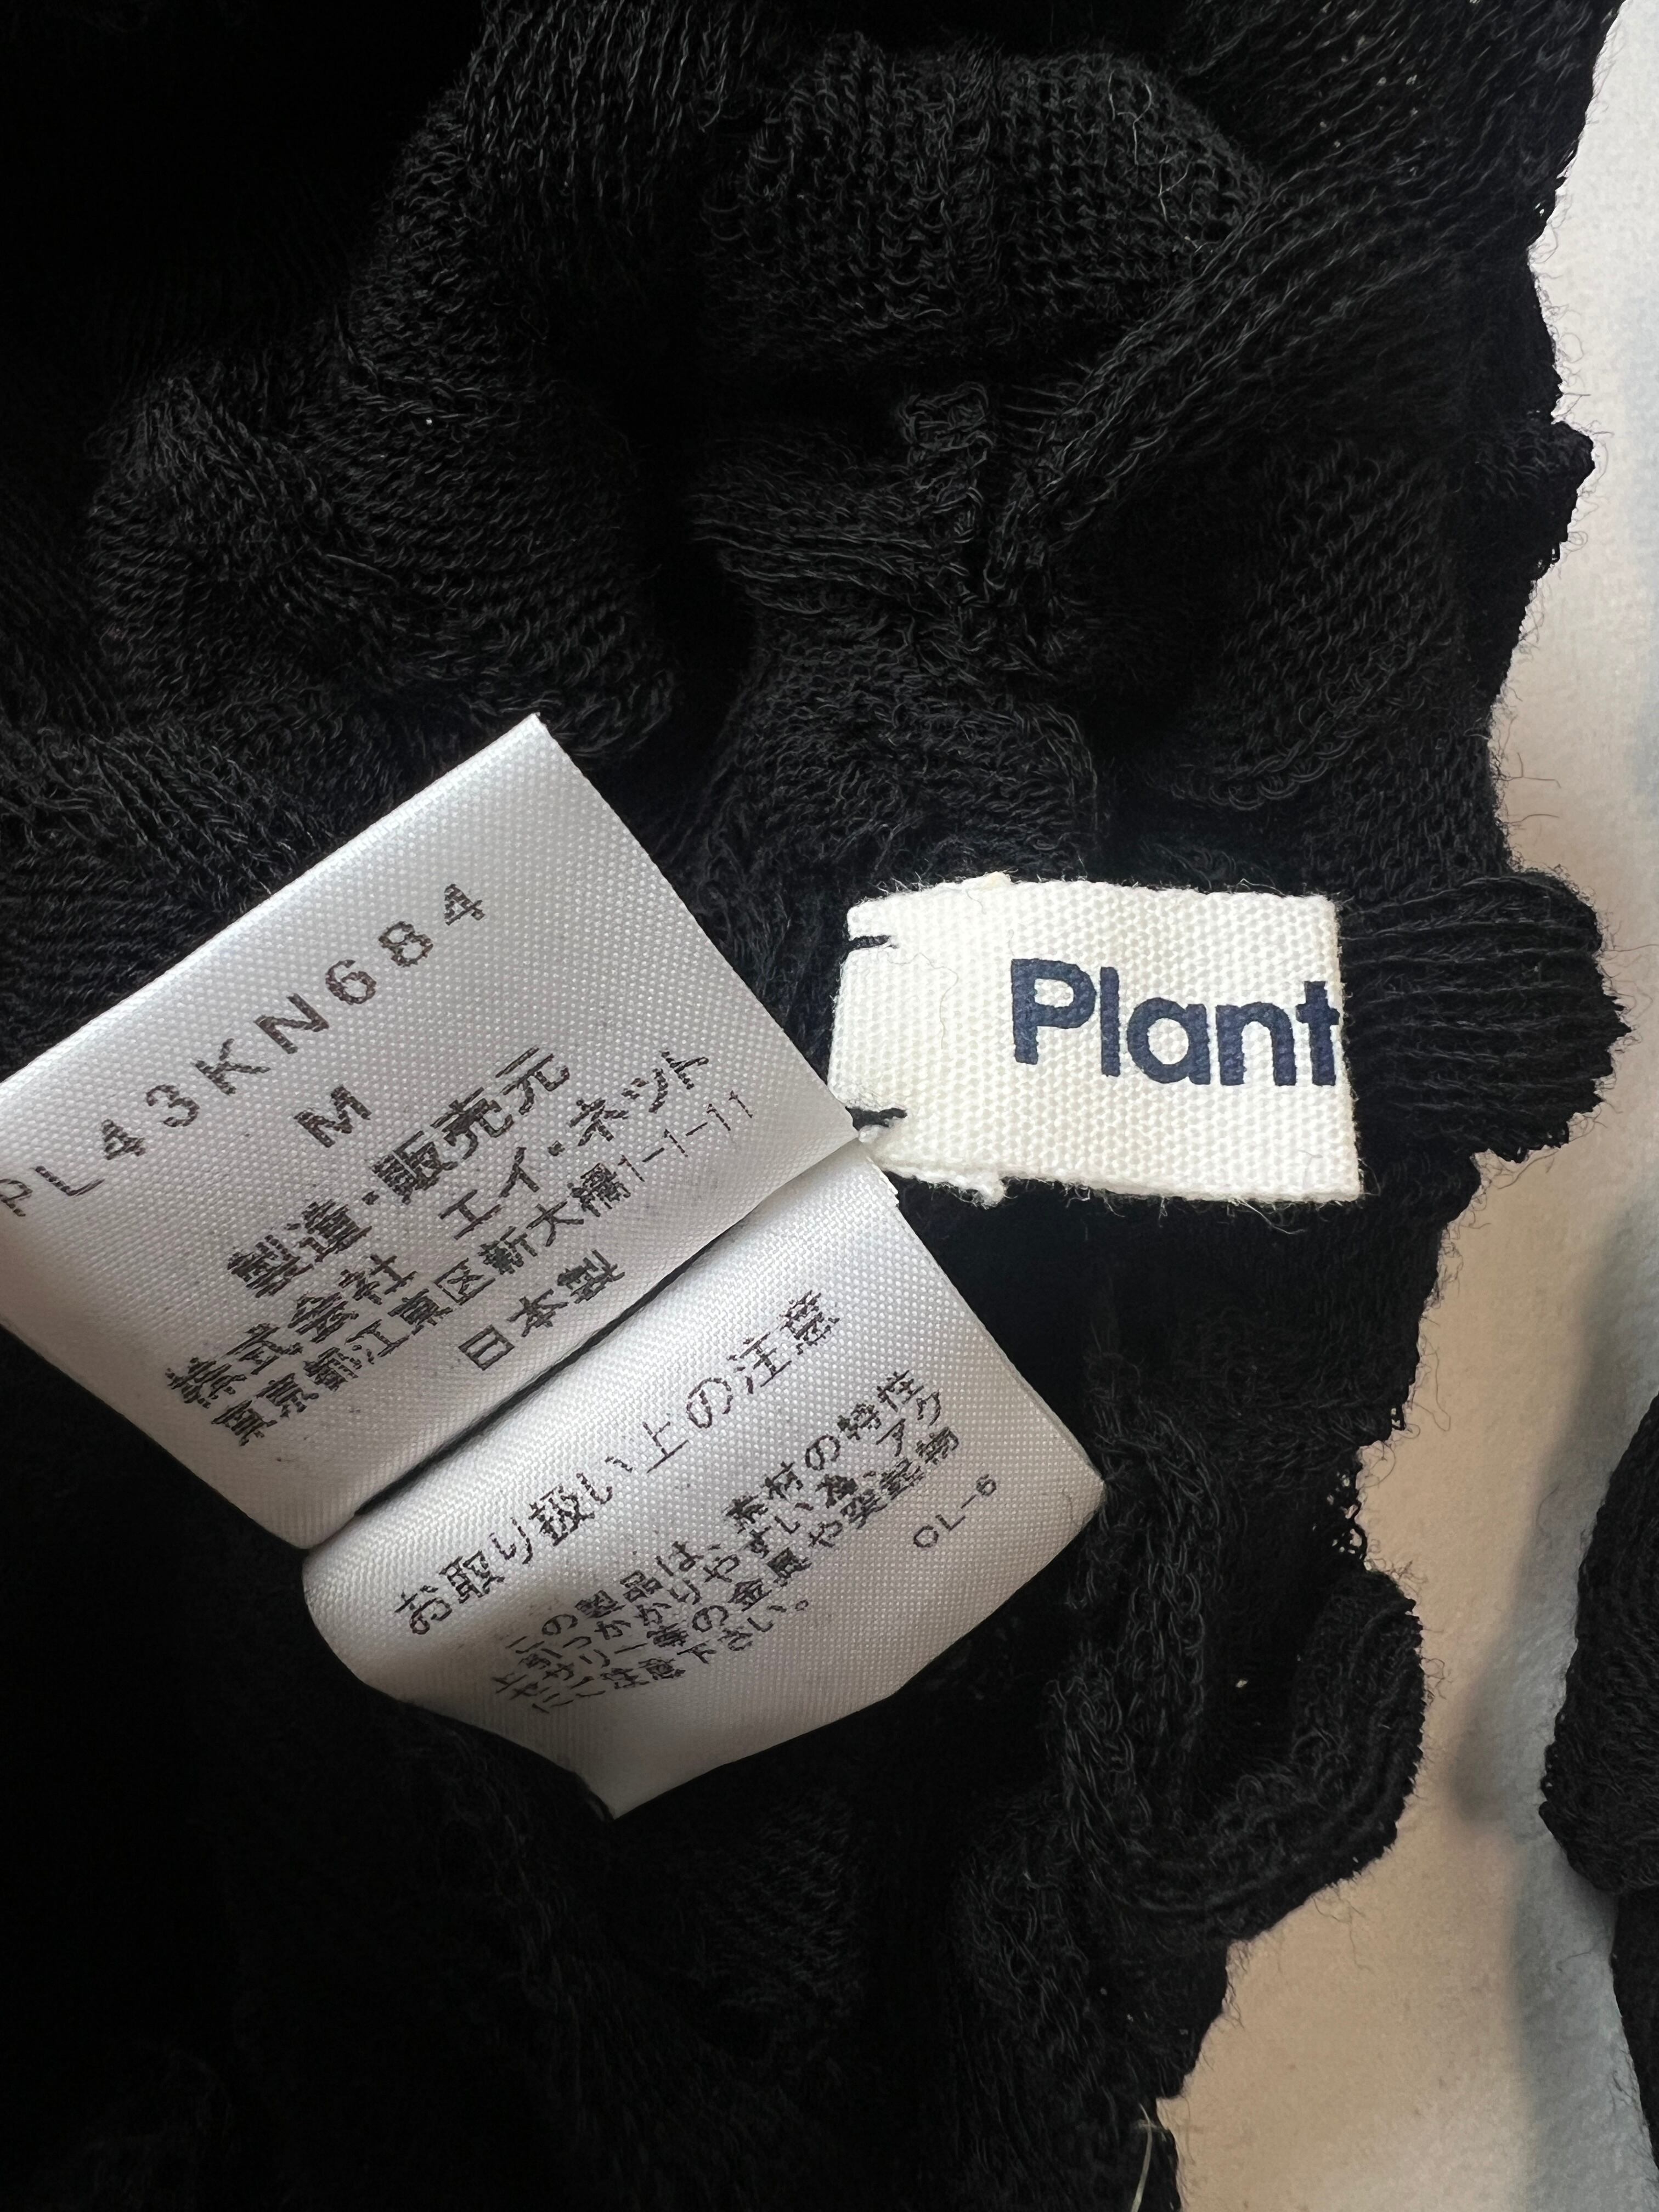 PL43KN684
M
製造・販売元
株式会社 エイ・ネット
東京都江東区新大橋1-1-11
日本製
お取り扱い上の注意
この製品は、素材の特性
上引っかかりやすい為、アク
セサリー等の金具や突起物
にご注意下さい。
CL-6
Plant